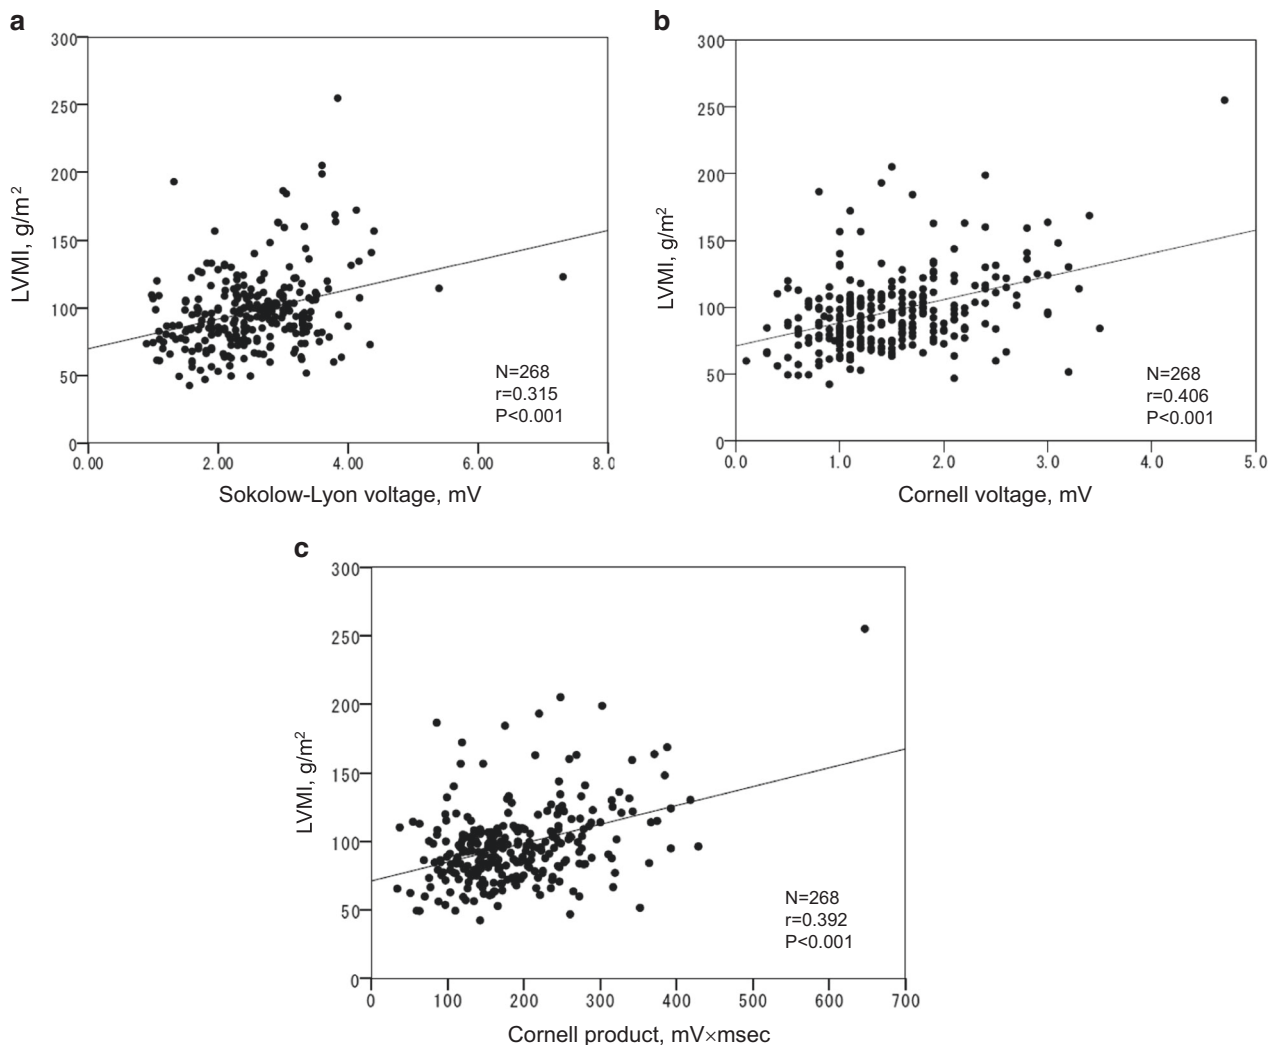 a
300
250
200
150
100
50
0
LVMI, g/m²
N=268
r=0.315
P<0.001
0.00 2.00 4.00 6.00 8.0
Sokolow-Lyon voltage, mV
b
300
250
200
150
100
50
0
LVMI, g/m²
N=268
r=0.406
P<0.001
0.0 1.0 2.0 3.0 4.0 5.0
Cornell voltage, mV
c
300
250
200
150
100
50
0
LVMI, g/m²
N=268
r=0.392
P<0.001
0 100 200 300 400 500 600 700
Cornell product, mV×msec